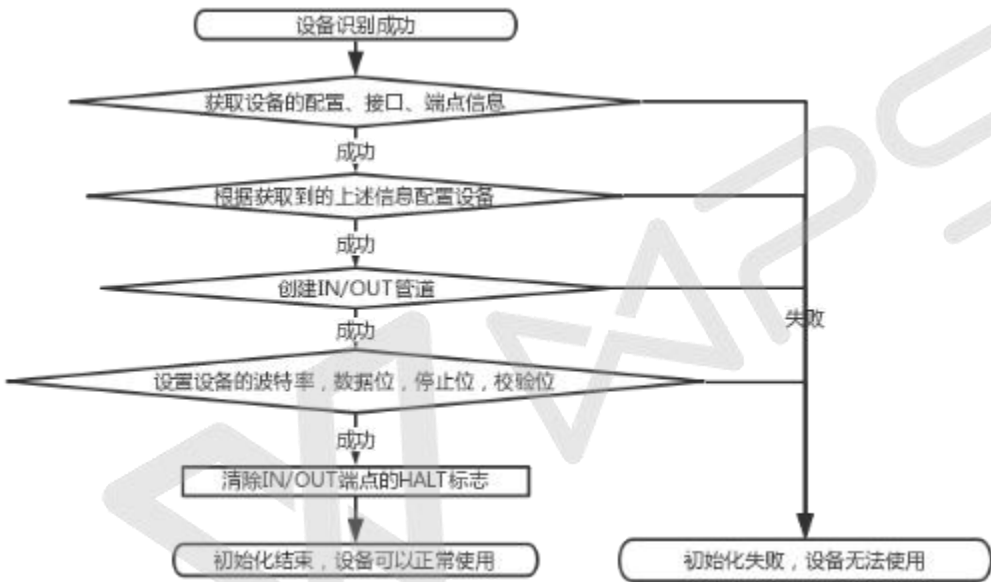 设备识别成功
获取设备的配置、接口、端点信息
成功
根据获取到的上述信息配置设备
成功
创建IN/OUT管道
失败
成功
设置设备的波特率，数据位，停止位，校验位
成功
清除IN/OUT端点的HALT标志
初始化结束，设备可以正常使用
初始化失败，设备无法使用